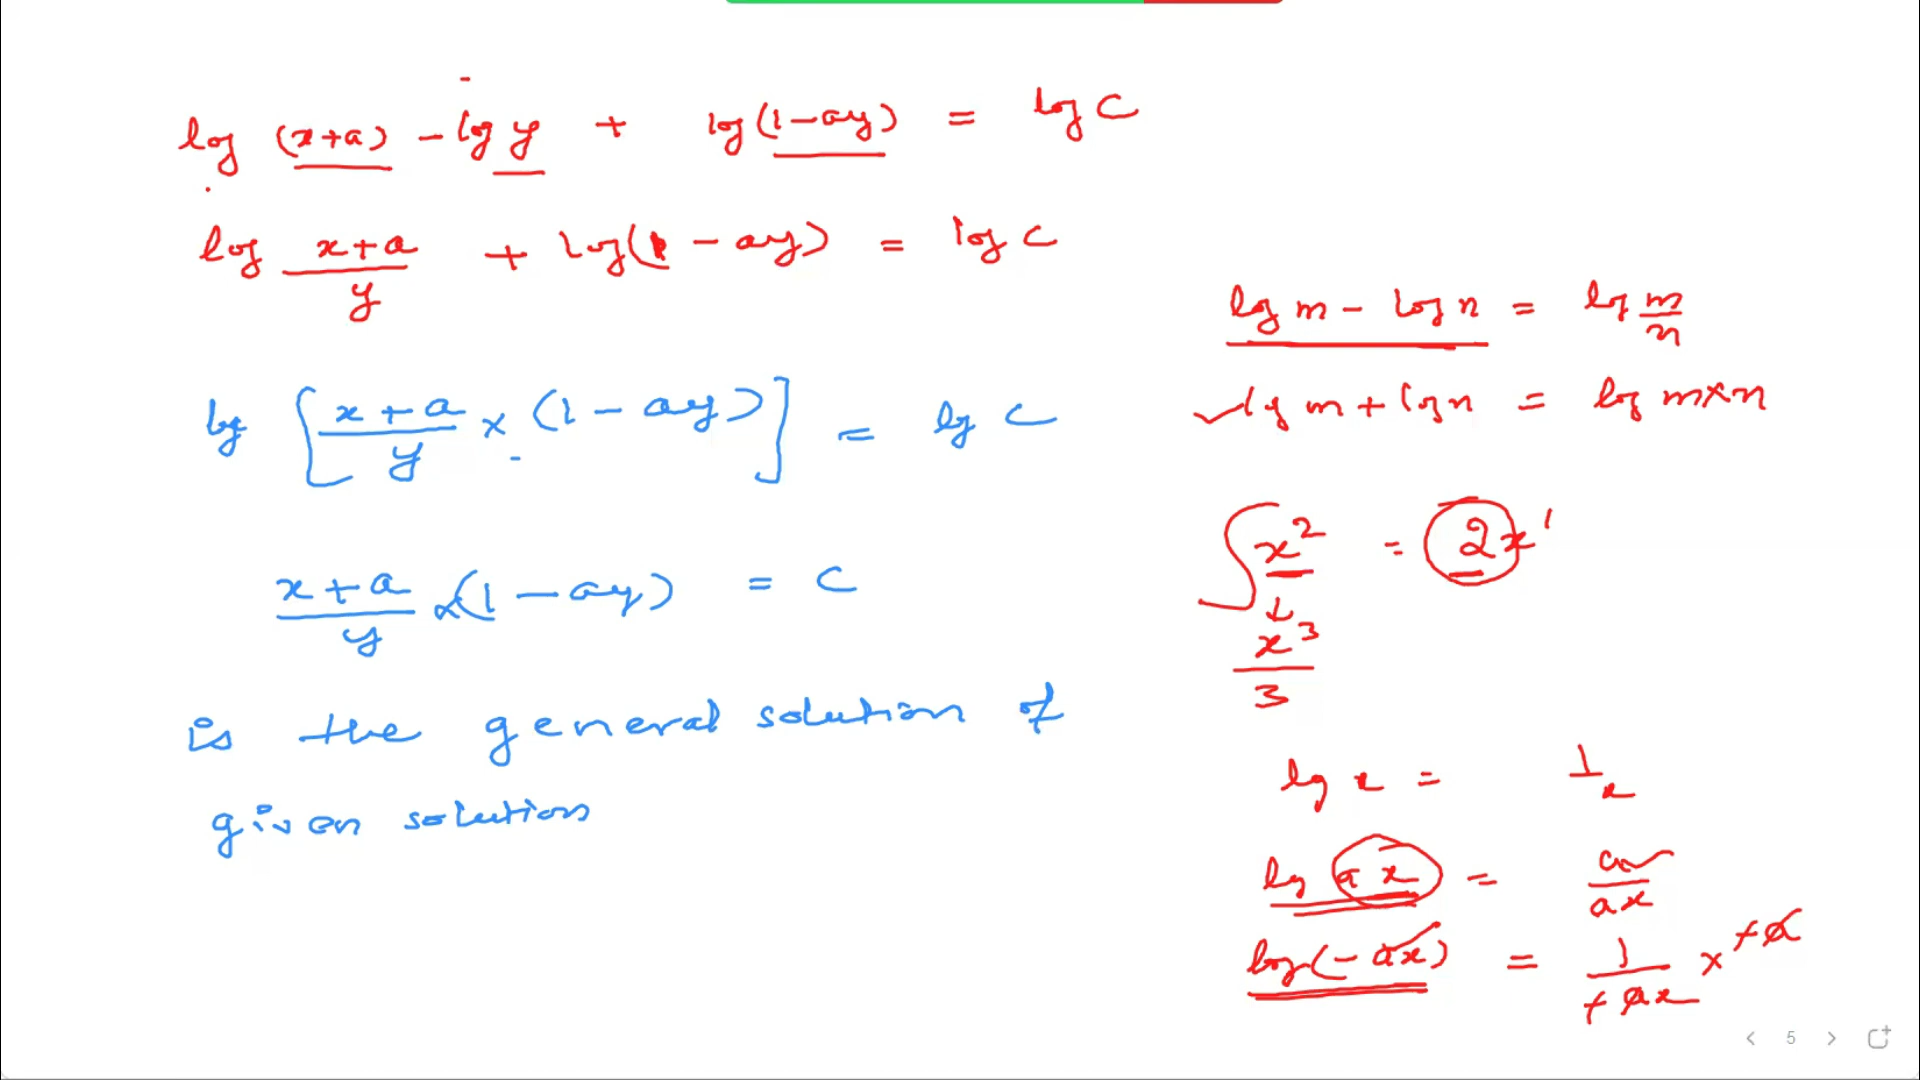 log (x+a) - log y + log(1-ay) = log c
log x+a/y + log(1-ay) = log c
log [x+a/y × (1-ay)] = log c
x+a/y × (1-ay) = c
is the general solution of
given solution
log m - log n = log m/n
✓log m + log n = log m×n
∫x² = 2x¹
↓
x³/3
log x = 1/x
log ax = a/ax
log(-ax) = 1/-ax × -a
5